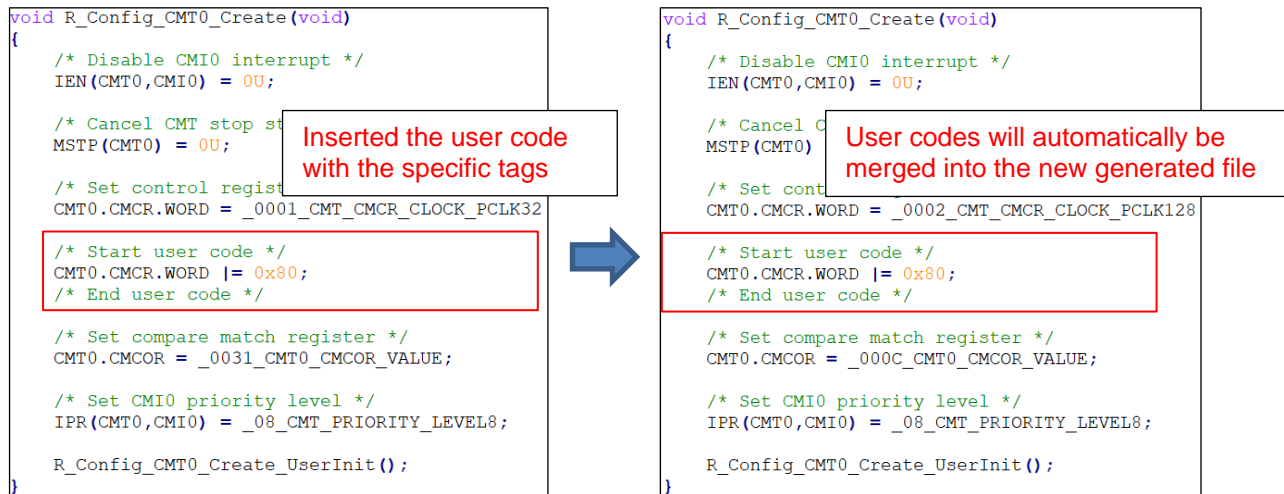 void R_Config_CMT0_Create(void)
{
/* Disable CMI0 interrupt */
IEN(CMT0,CMI0) = 0U;
/* Cancel CMT stop st
MSTP(CMT0) = 0U;
/* Set control regist
CMT0.CMCR.WORD = _0001_CMT_CMCR_CLOCK_PCLK32
/* Start user code */
CMT0.CMCR.WORD |= 0x80;
/* End user code */
/* Set compare match register */
CMT0.CMCOR = _0031_CMT0_CMCOR_VALUE;
/* Set CMI0 priority level */
IPR(CMT0,CMI0) = _08_CMT_PRIORITY_LEVEL8;
R_Config_CMT0_Create_UserInit();
}
Inserted the user code
with the specific tags
void R_Config_CMT0_Create(void)
{
/* Disable CMI0 interrupt */
IEN(CMT0,CMI0) = 0U;
/* Cancel C
MSTP(CMT0)
/* Set cont
CMT0.CMCR.WORD = _0002_CMT_CMCR_CLOCK_PCLK128
/* Start user code */
CMT0.CMCR.WORD |= 0x80;
/* End user code */
/* Set compare match register */
CMT0.CMCOR = _000C_CMT0_CMCOR_VALUE;
/* Set CMI0 priority level */
IPR(CMT0,CMI0) = _08_CMT_PRIORITY_LEVEL8;
R_Config_CMT0_Create_UserInit();
}
User codes will automatically be
merged into the new generated file